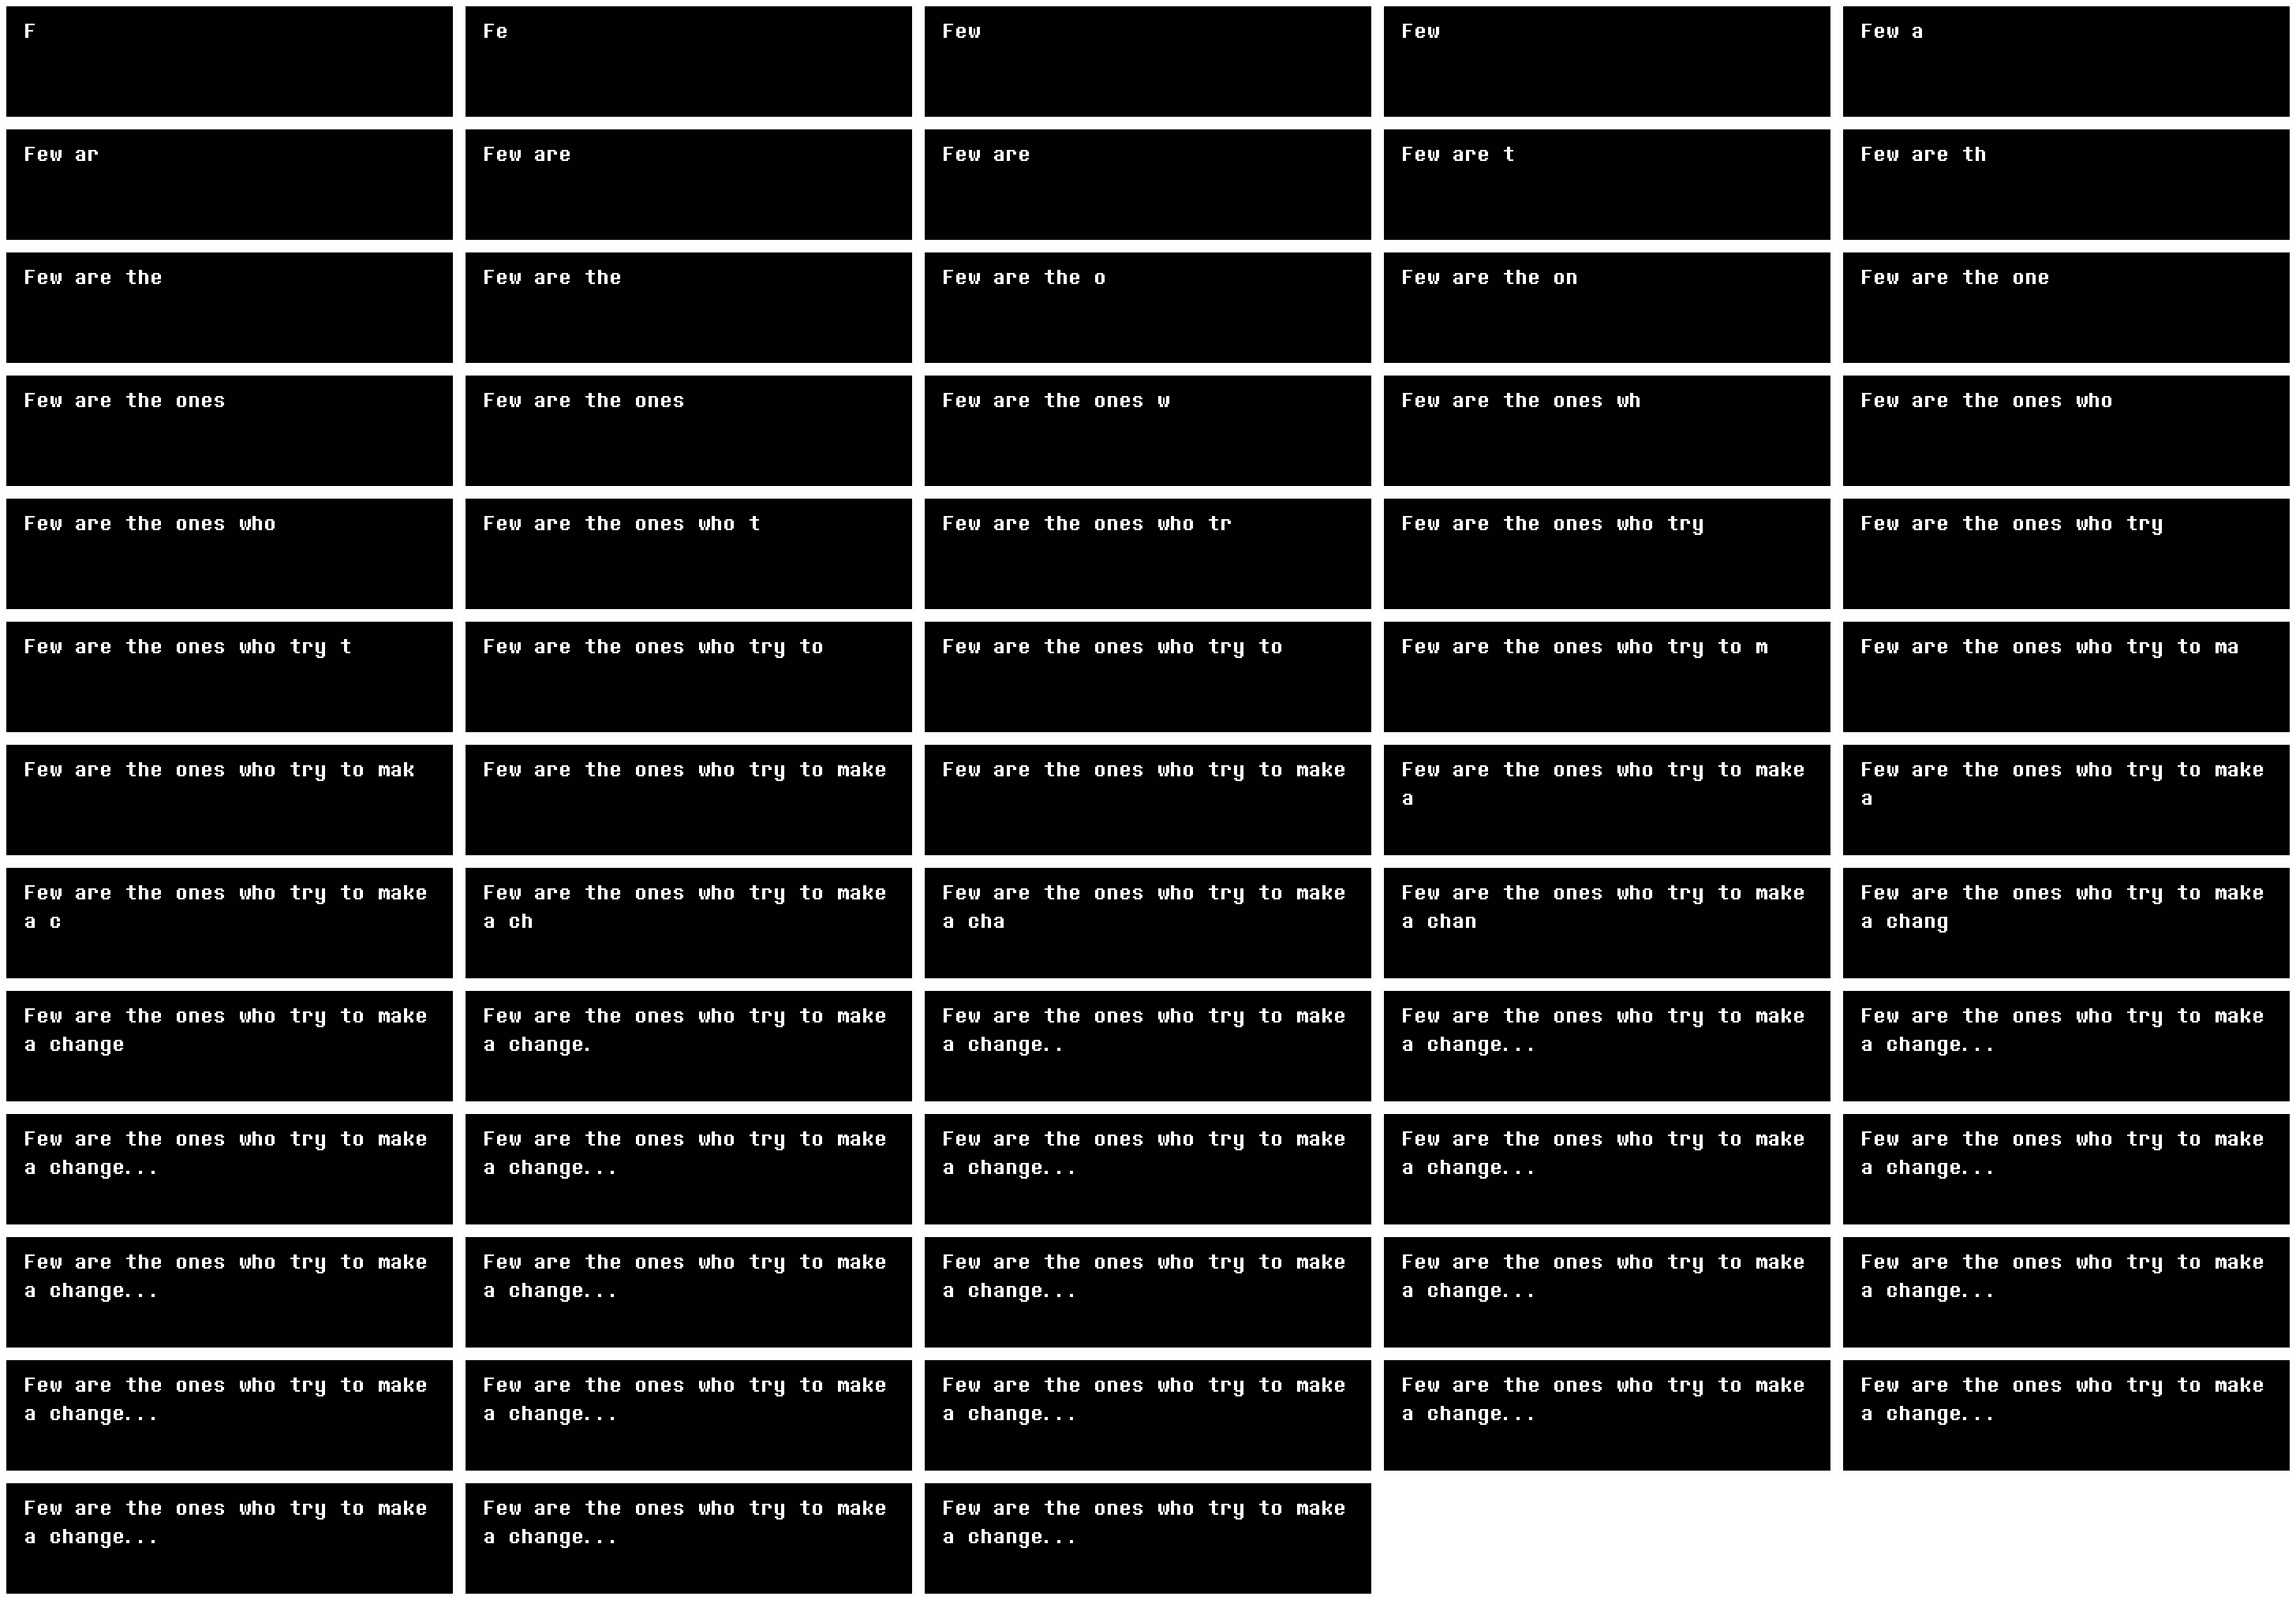 F
Fe
Few
Few
Few a
Few ar
Few are
Few are
Few are t
Few are th
Few are the
Few are the
Few are the o
Few are the on
Few are the one
Few are the ones
Few are the ones
Few are the ones w
Few are the ones wh
Few are the ones who
Few are the ones who
Few are the ones who t
Few are the ones who tr
Few are the ones who try
Few are the ones who try
Few are the ones who try t
Few are the ones who try to
Few are the ones who try to
Few are the ones who try to m
Few are the ones who try to ma
Few are the ones who try to mak
Few are the ones who try to make
Few are the ones who try to make
Few are the ones who try to make
a
Few are the ones who try to make
a
Few are the ones who try to make
a c
Few are the ones who try to make
a ch
Few are the ones who try to make
a cha
Few are the ones who try to make
a chan
Few are the ones who try to make
a chang
Few are the ones who try to make
a change
Few are the ones who try to make
a change.
Few are the ones who try to make
a change..
Few are the ones who try to make
a change...
Few are the ones who try to make
a change...
Few are the ones who try to make
a change...
Few are the ones who try to make
a change...
Few are the ones who try to make
a change...
Few are the ones who try to make
a change...
Few are the ones who try to make
a change...
Few are the ones who try to make
a change...
Few are the ones who try to make
a change...
Few are the ones who try to make
a change...
Few are the ones who try to make
a change...
Few are the ones who try to make
a change...
Few are the ones who try to make
a change...
Few are the ones who try to make
a change...
Few are the ones who try to make
a change...
Few are the ones who try to make
a change...
Few are the ones who try to make
a change...
Few are the ones who try to make
a change...
Few are the ones who try to make
a change...
Few are the ones who try to make
a change...